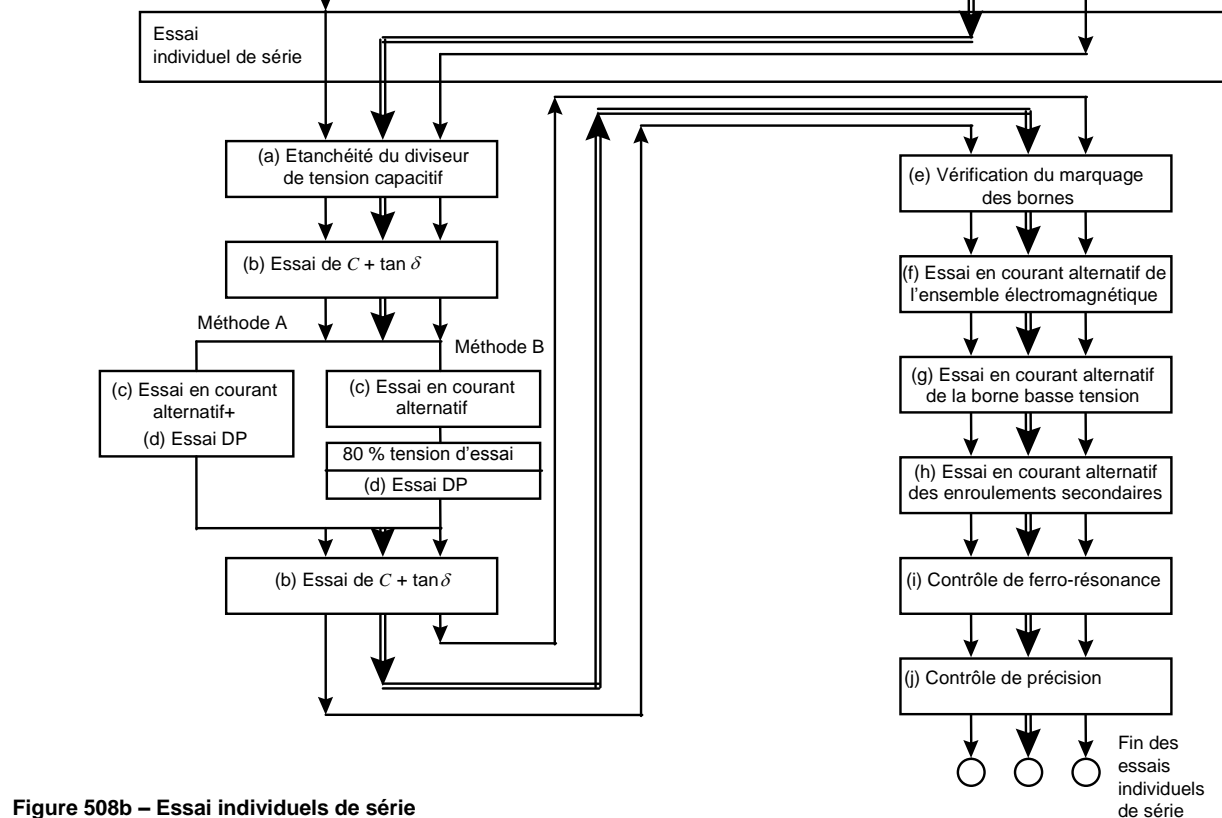 Essai
individuel de série
(a) Etanchéité du diviseur
de tension capacitif
(b) Essai de C + tan δ
Méthode A
Méthode B
(c) Essai en courant
alternatif+
(d) Essai DP
(c) Essai en courant
alternatif
80 % tension d’essai
(d) Essai DP
(b) Essai de C + tan δ
(e) Vérification du marquage
des bornes
(f) Essai en courant alternatif de
l’ensemble électromagnétique
(g) Essai en courant alternatif
de la borne basse tension
(h) Essai en courant alternatif
des enroulements secondaires
(i) Contrôle de ferro-résonance
(j) Contrôle de précision
Fin des
essais
individuels
de série
Figure 508b – Essai individuels de série